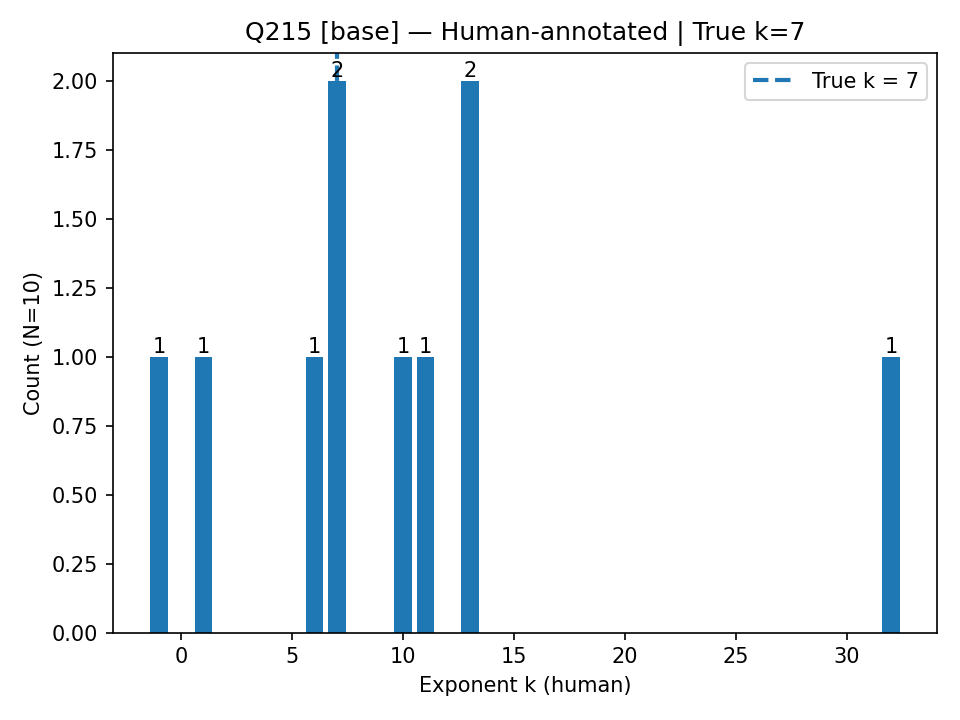 Q215 [base] — Human-annotated | True k=7
True k = 7
2 2
1 1 1 1 1 1
2.00
1.75
1.50
1.25
1.00
0.75
0.50
0.25
0.00
Count (N=10)
0 5 10 15 20 25 30
Exponent k (human)